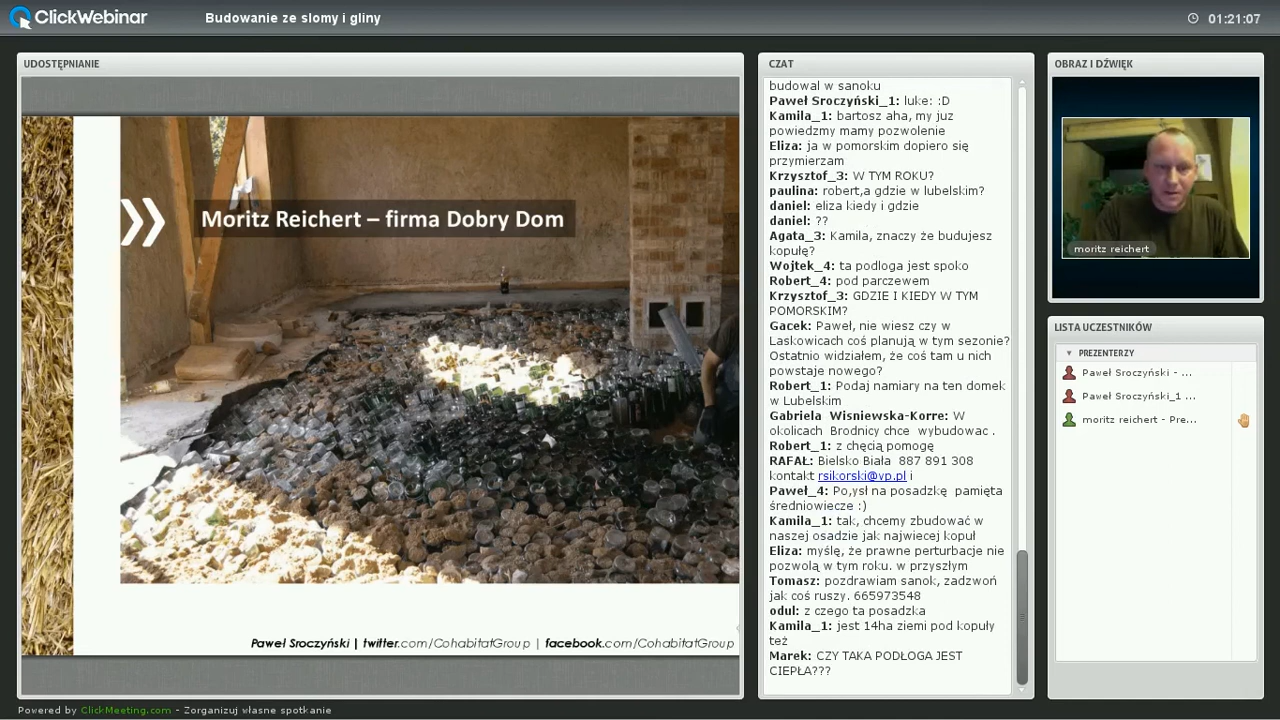 ClickWebinar
Budowanie ze slomy i gliny
01:21:07
UDOSTĘPNIANIE
Moritz Reichert – firma Dobry Dom
Paweł Sroczyński | twitter.com/CohabitatGroup | facebook.com/CohabitatGroup
CZAT
budowal w sanoku
Paweł Sroczyński_1: luke: :D
Kamila_1: bartosz aha, my juz
powiedzmy mamy pozwolenie
Eliza: ja w pomorskim dopiero się
przymierzam
Krzysztof_3: W TYM ROKU?
paulina: robert,a gdzie w lubelskim?
daniel: eliza kiedy i gdzie
daniel: ??
Agata_3: Kamila, znaczy że budujesz
kopułę?
Wojtek_4: ta podloga jest spoko
Robert_4: pod parczewem
Krzysztof_3: GDZIE I KIEDY W TYM
POMORSKIM?
Gacek: Paweł, nie wiesz czy w
Laskowicach coś planują w tym sezonie?
Ostatnio widziałem, że coś tam u nich
powstaje nowego?
Robert_1: Podaj namiary na ten domek
w Lubelskim
Gabriela Wisniewska-Korre: W
okolicach Brodnicy chce wybudowac .
Robert_1: z chęcią pomogę
RAFAŁ: Bielsko Biała 887 891 308
kontakt rsikorski@vp.pl i
Paweł_4: Po,ysł na posadzkę pamięta
średniowiecze :)
Kamila_1: tak, chcemy zbudować w
naszej osadzie jak najwiecej kopuł
Eliza: myślę, że prawne perturbacje nie
pozwolą w tym roku. w przyszłym
Tomasz: pozdrawiam sanok, zadzwoń
jak coś ruszy. 665973548
odul: z czego ta posadzka
Kamila_1: jest 14ha ziemi pod kopuły
też
Marek: CZY TAKA PODŁOGA JEST
CIEPŁA???
OBRAZ I DŹWIĘK
moritz reichert
LISTA UCZESTNIKÓW
PREZENTERZY
Paweł Sroczyński - ...
Paweł Sroczyński_1 ...
moritz reichert - Pre...
Powered by ClickMeeting.com - Zorganizuj własne spotkanie